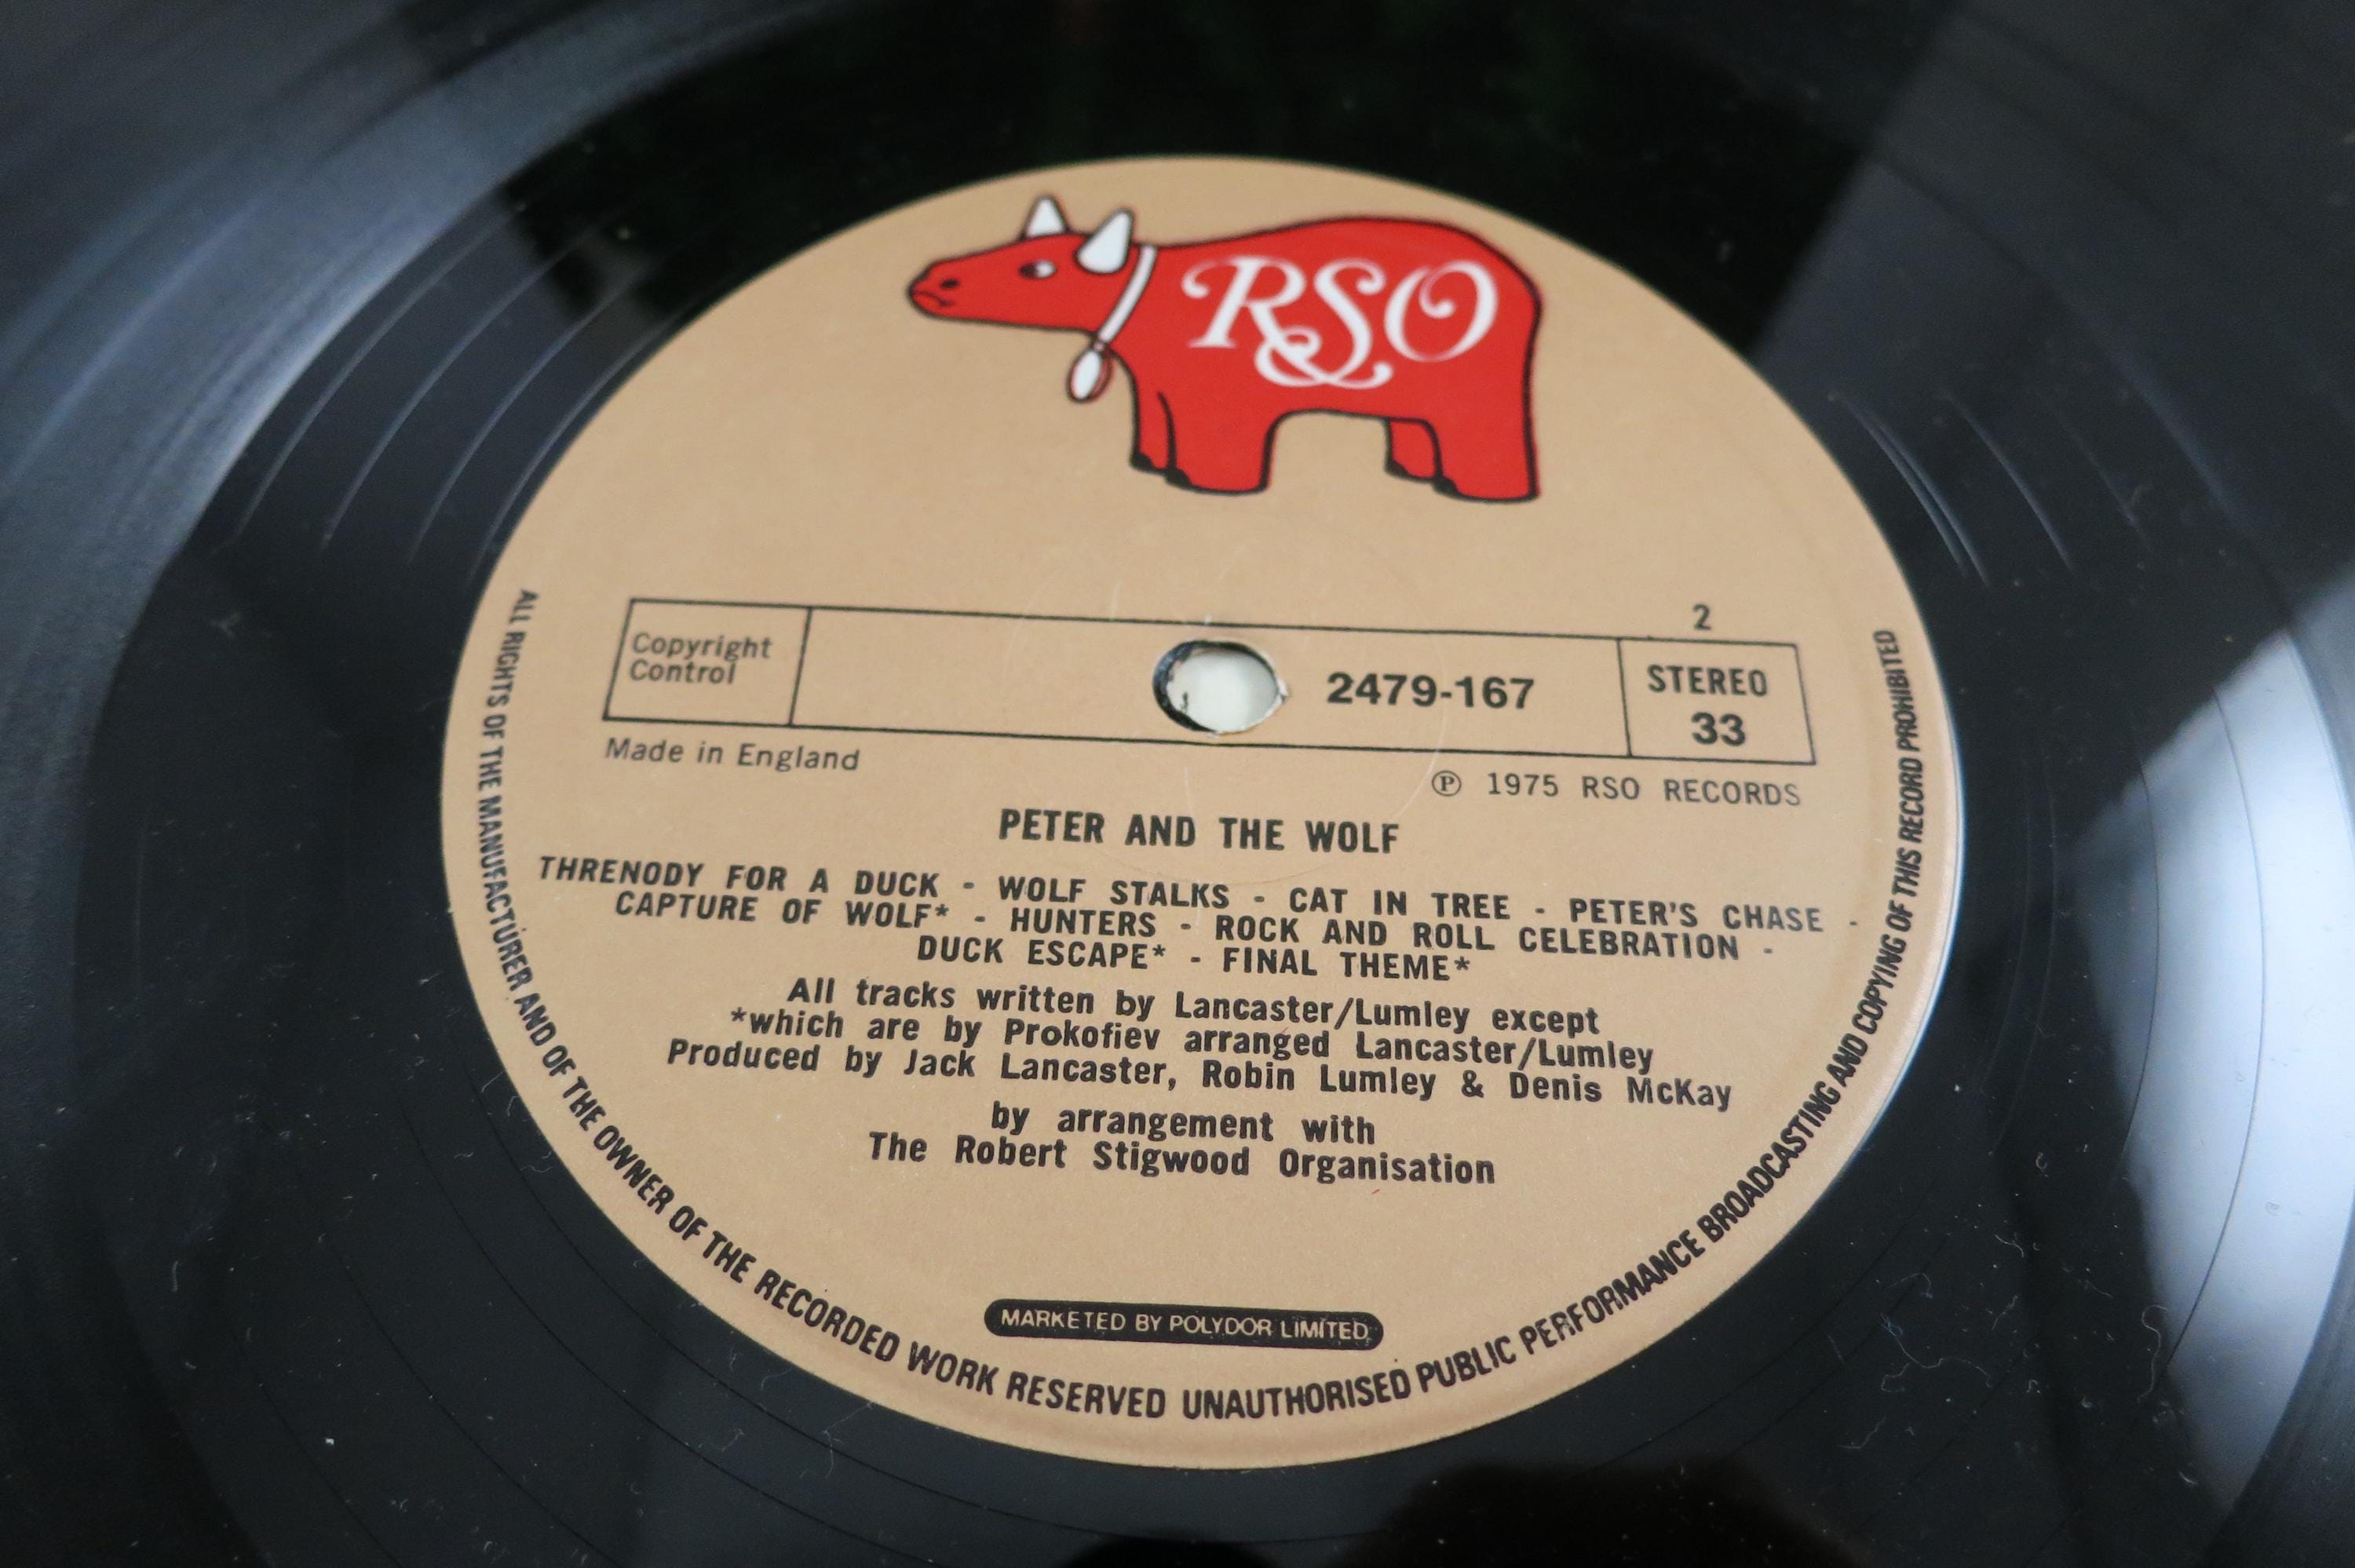 RSO
2
Copyright
Control
2479-167
STEREO
33
Made in England
Ⓟ 1975 RSO RECORDS
PETER AND THE WOLF
THRENODY FOR A DUCK - WOLF STALKS - CAT IN TREE - PETER'S CHASE -
CAPTURE OF WOLF* - HUNTERS - ROCK AND ROLL CELEBRATION -
DUCK ESCAPE* - FINAL THEME*
All tracks written by Lancaster/Lumley except
*which are by Prokofiev arranged Lancaster/Lumley
Produced by Jack Lancaster, Robin Lumley & Denis McKay
by arrangement with
The Robert Stigwood Organisation
MARKETED BY POLYDOR LIMITED
ALL RIGHTS OF THE MANUFACTURER AND OF THE OWNER OF THE RECORDED WORK RESERVED UNAUTHORISED PUBLIC PERFORMANCE BROADCASTING AND COPYING OF THIS RECORD PROHIBITED